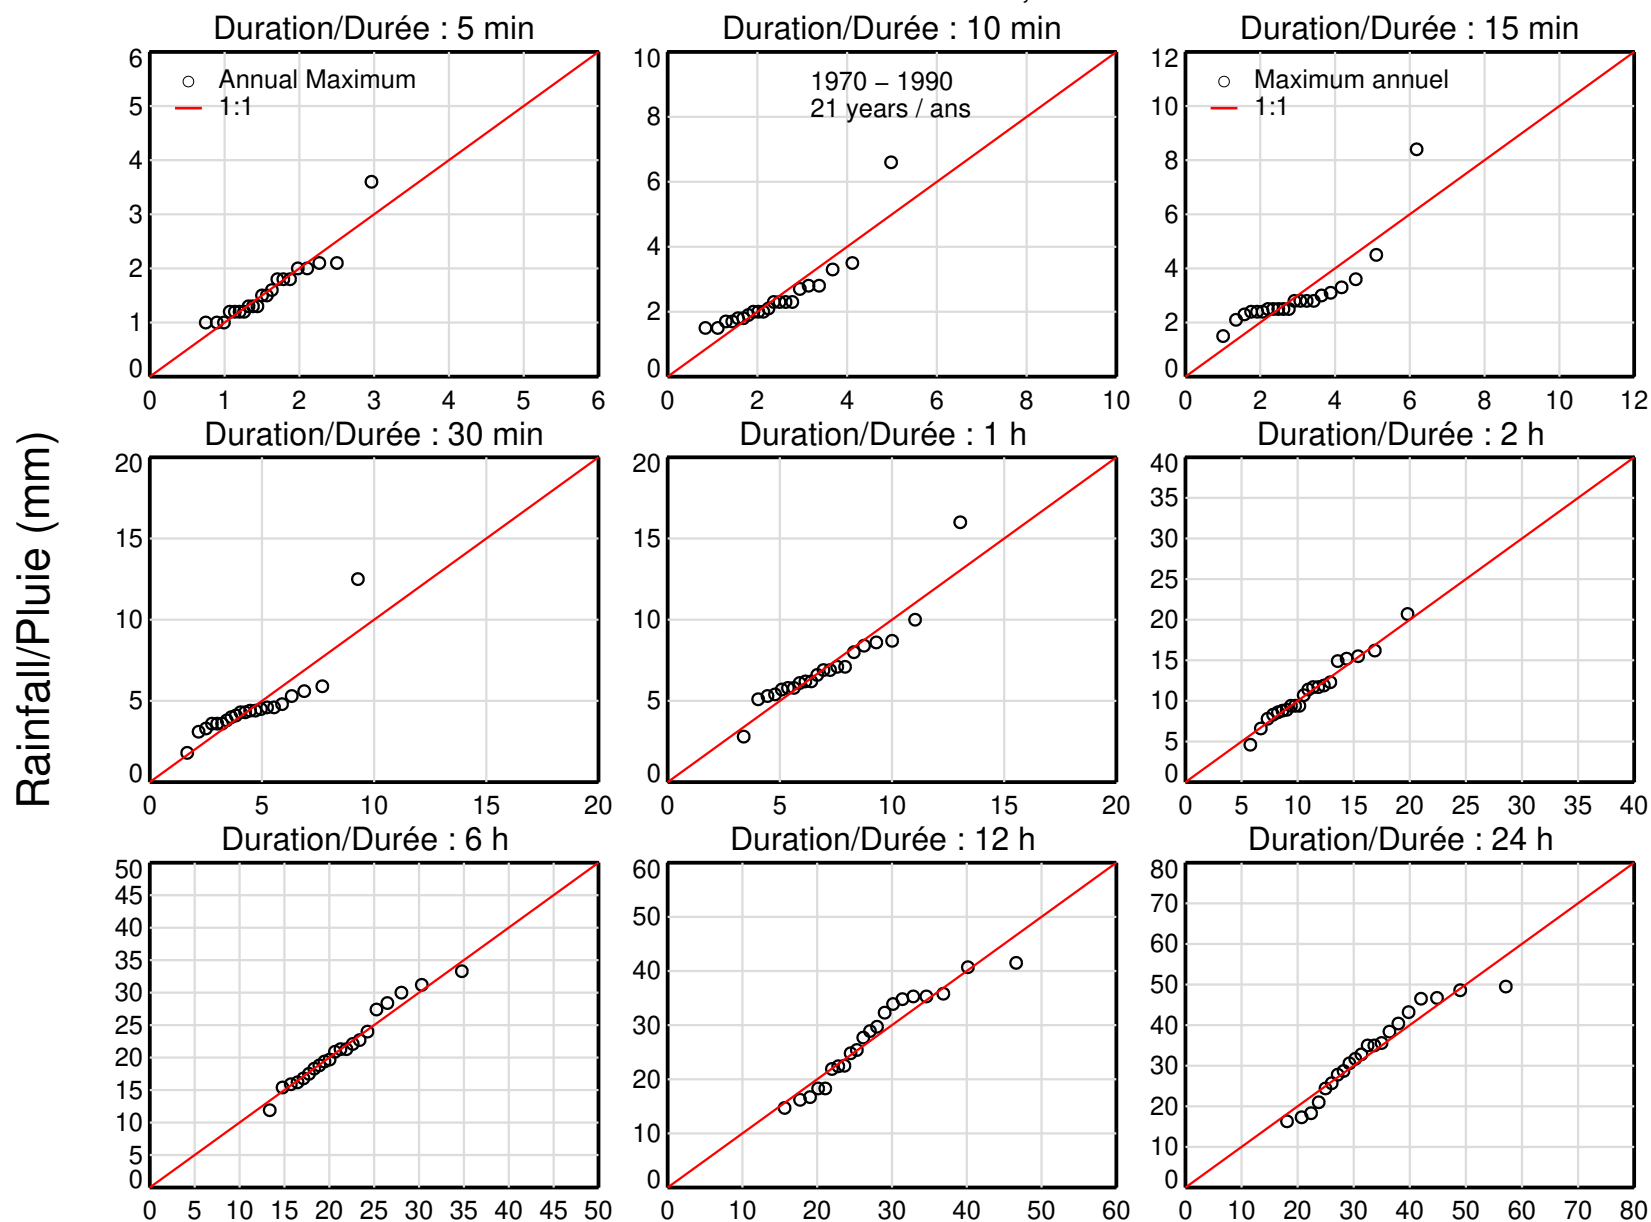 Duration/Durée : 5 min
Duration/Durée : 10 min
Duration/Durée : 15 min
6
5
4
3
2
1
0
Annual Maximum
1:1
0 1 2 3 4 5 6
10
8
6
4
2
0
1970 – 1990
21 years / ans
0 2 4 6 8 10
12
10
8
6
4
2
0
Maximum annuel
1:1
0 2 4 6 8 10 12
Rainfall/Pluie (mm)
Duration/Durée : 30 min
Duration/Durée : 1 h
Duration/Durée : 2 h
20
15
10
5
0
0 5 10 15 20
20
15
10
5
0
0 5 10 15 20
40
35
30
25
20
15
10
5
0
0 5 10 15 20 25 30 35 40
Duration/Durée : 6 h
Duration/Durée : 12 h
Duration/Durée : 24 h
50
45
40
35
30
25
20
15
10
5
0
0 5 10 15 20 25 30 35 40 45 50
60
50
40
30
20
10
0
0 10 20 30 40 50 60
80
70
60
50
40
30
20
10
0
0 10 20 30 40 50 60 70 80